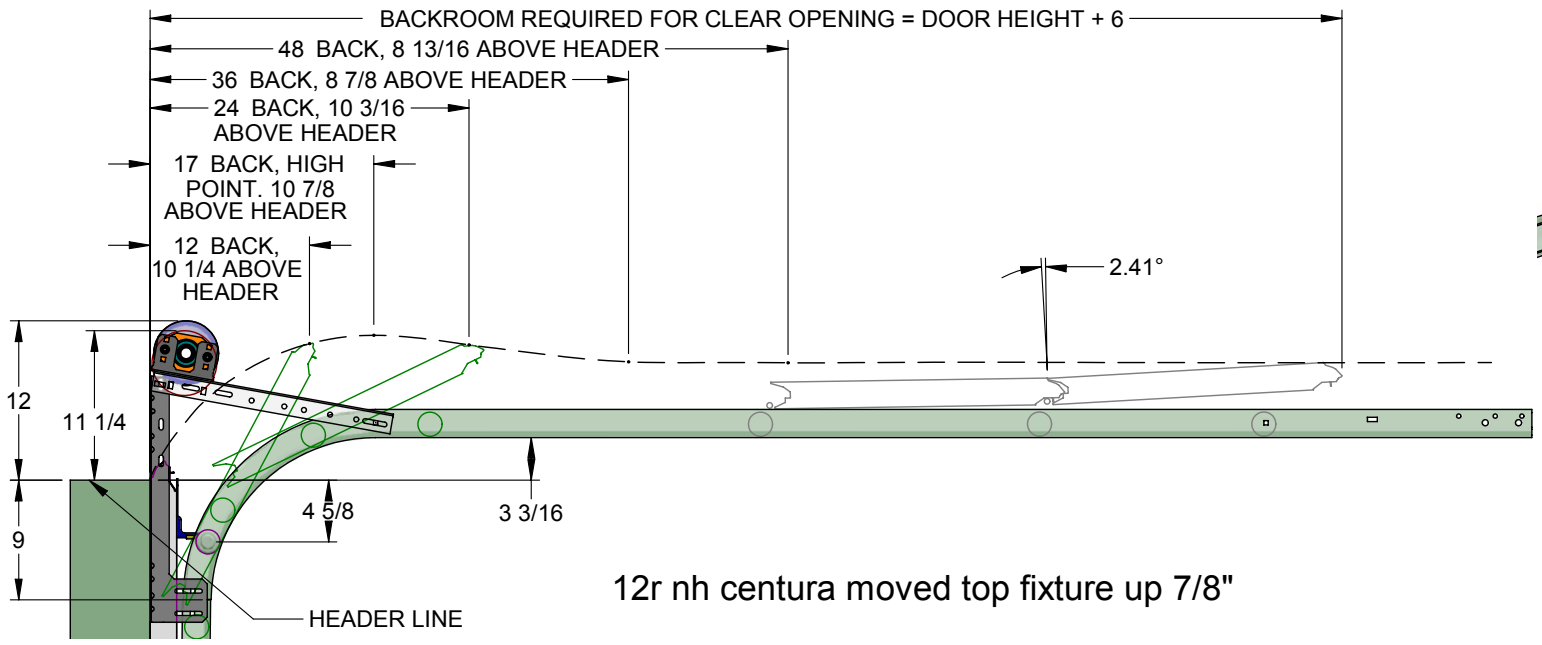 BACKROOM REQUIRED FOR CLEAR OPENING = DOOR HEIGHT + 6
48 BACK, 8 13/16 ABOVE HEADER
36 BACK, 8 7/8 ABOVE HEADER
24 BACK, 10 3/16
ABOVE HEADER
17 BACK, HIGH
POINT. 10 7/8
ABOVE HEADER
12 BACK,
10 1/4 ABOVE
HEADER
2.41°
12
11 1/4
9
4 5/8
3 3/16
12r nh centura moved top fixture up 7/8"
HEADER LINE